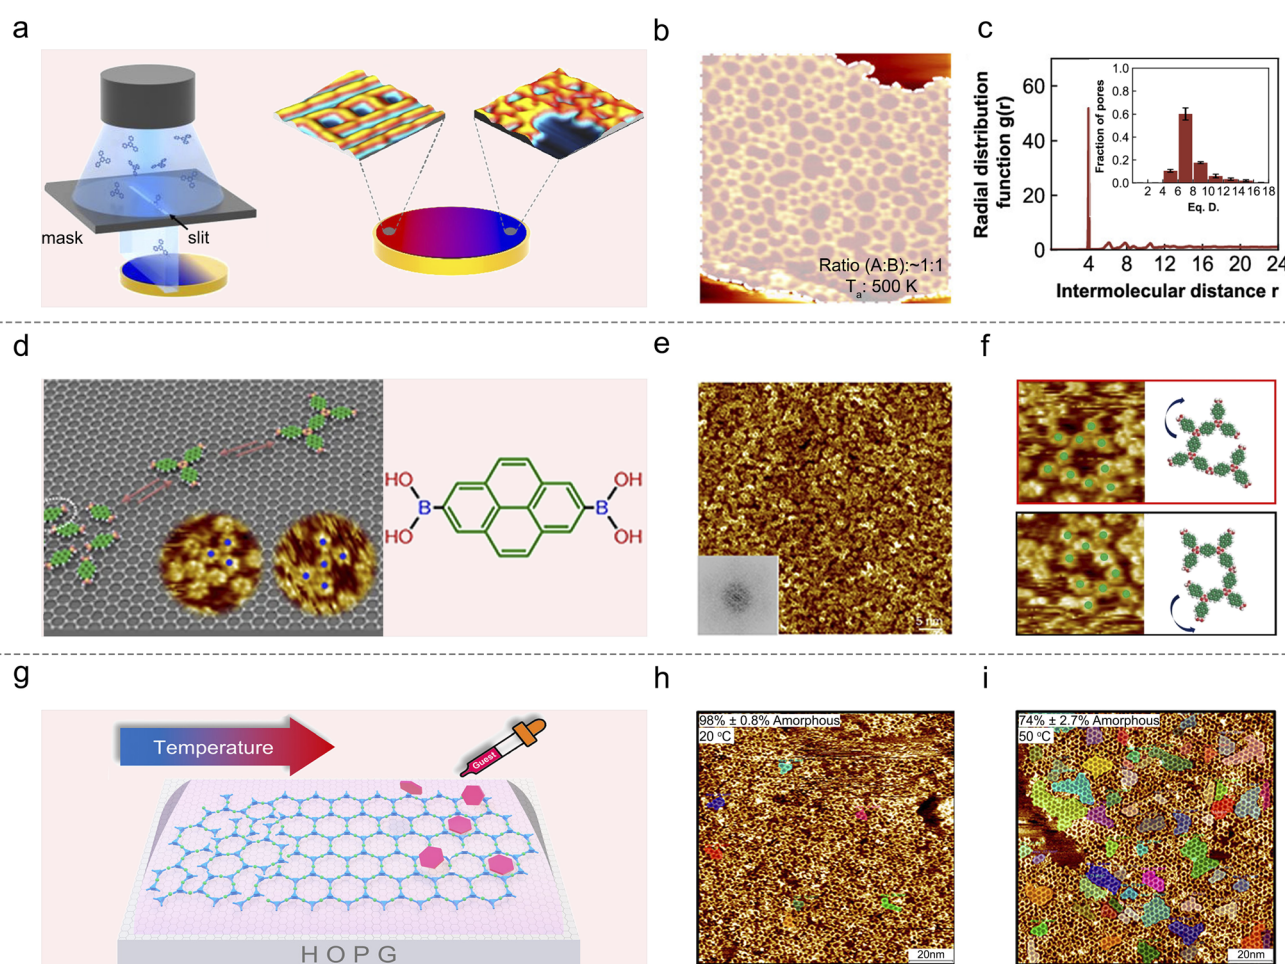 a
mask
slit
b
Ratio (A:B):~1:1
Ta: 500 K
c
Radial distribution
function g(r)
60
40
20
0
4 8 12 16 20 24
Intermolecular distance r
Fraction of pores
1.0
0.8
0.6
0.4
0.2
0.0
2 4 6 8 10 12 14 16 18
Eq. D.
d
HO
OH
B
B
HO
OH
e
5 nm
f
g
Temperature
Guest
HOPG
h
98% ± 0.8% Amorphous
20 °C
20nm
i
74% ± 2.7% Amorphous
50 °C
20nm